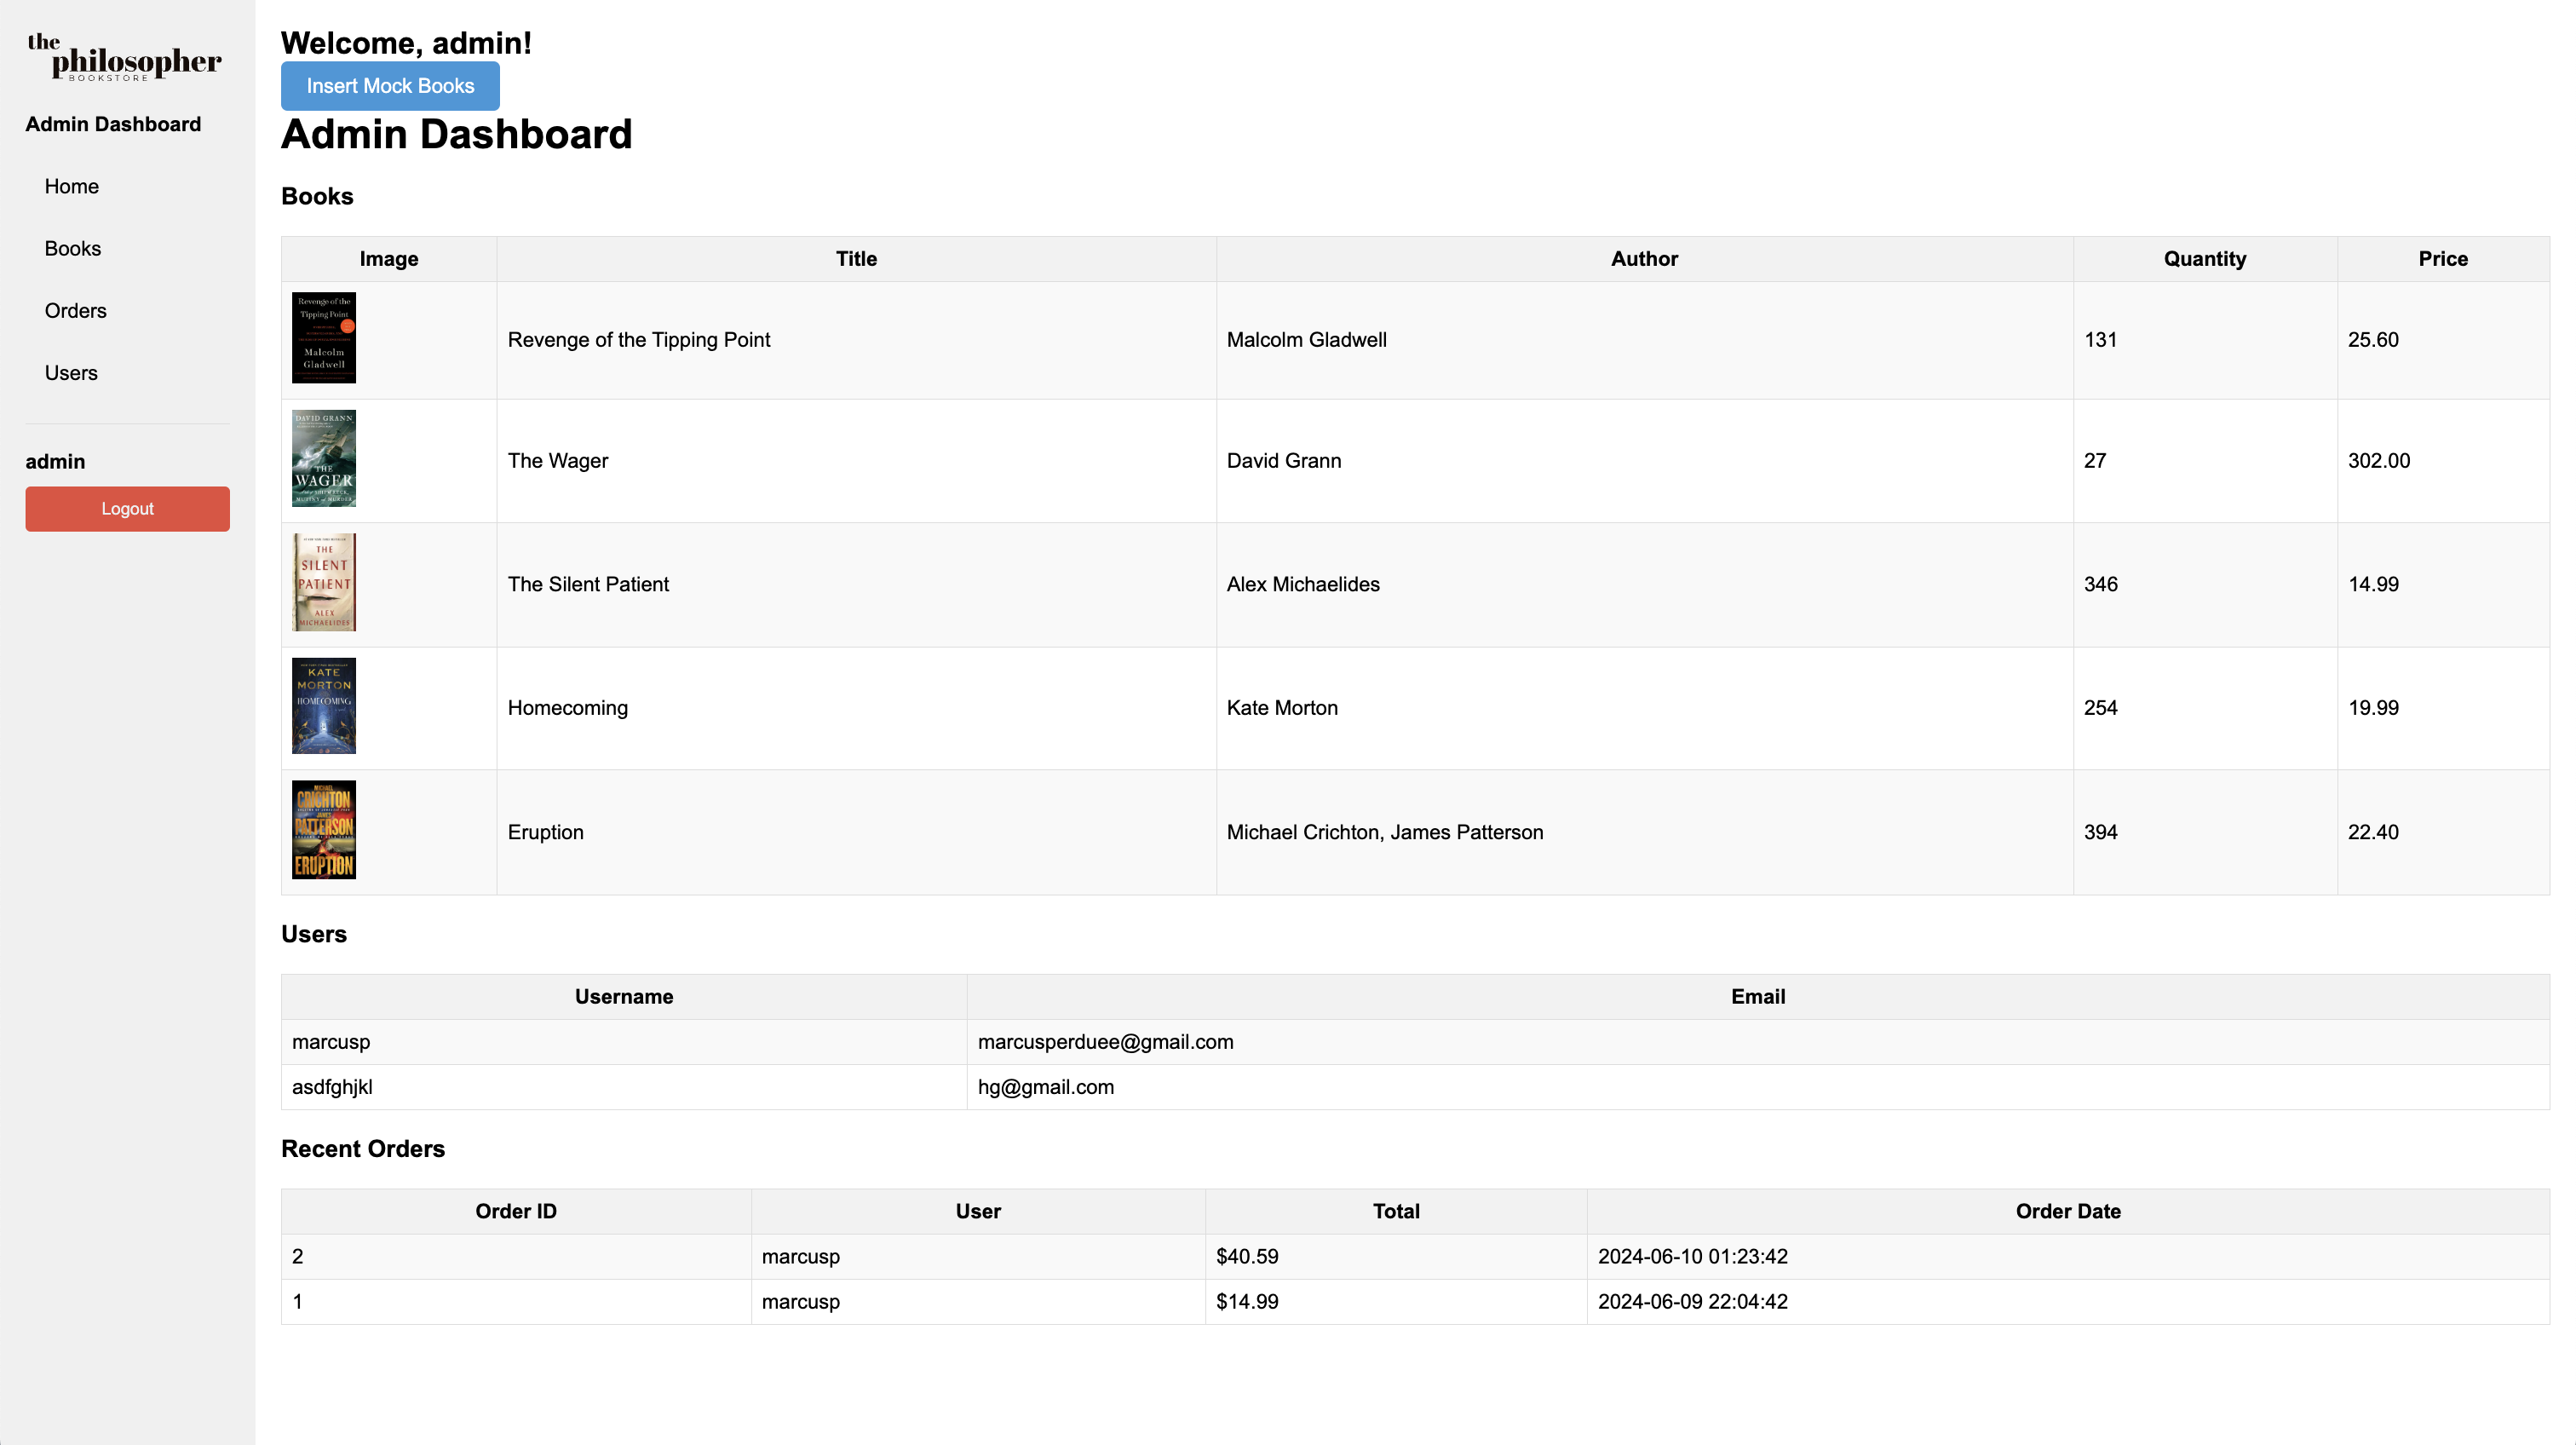 the
philosopher
BOOKSTORE
Admin Dashboard
Home
Books
Orders
Users
admin
Logout
Welcome, admin!
Insert Mock Books
Admin Dashboard
Books
Image Title Author Quantity Price
Revenge of the
Tipping Point
Malcolm
Gladwell
Revenge of the Tipping Point Malcolm Gladwell 131 25.60
DAVID GRANN
THE
WAGER
The Wager David Grann 27 302.00
THE
SILENT
PATIENT
ALEX
MICHAELIDES
The Silent Patient Alex Michaelides 346 14.99
KATE
MORTON
HOMECOMING
Homecoming Kate Morton 254 19.99
MICHAEL
CRICHTON
JAMES
PATTERSON
ERUPTION
Eruption Michael Crichton, James Patterson 394 22.40
Users
Username Email
marcusp marcusperduee@gmail.com
asdfghjkl hg@gmail.com
Recent Orders
Order ID User Total Order Date
2 marcusp $40.59 2024-06-10 01:23:42
1 marcusp $14.99 2024-06-09 22:04:42